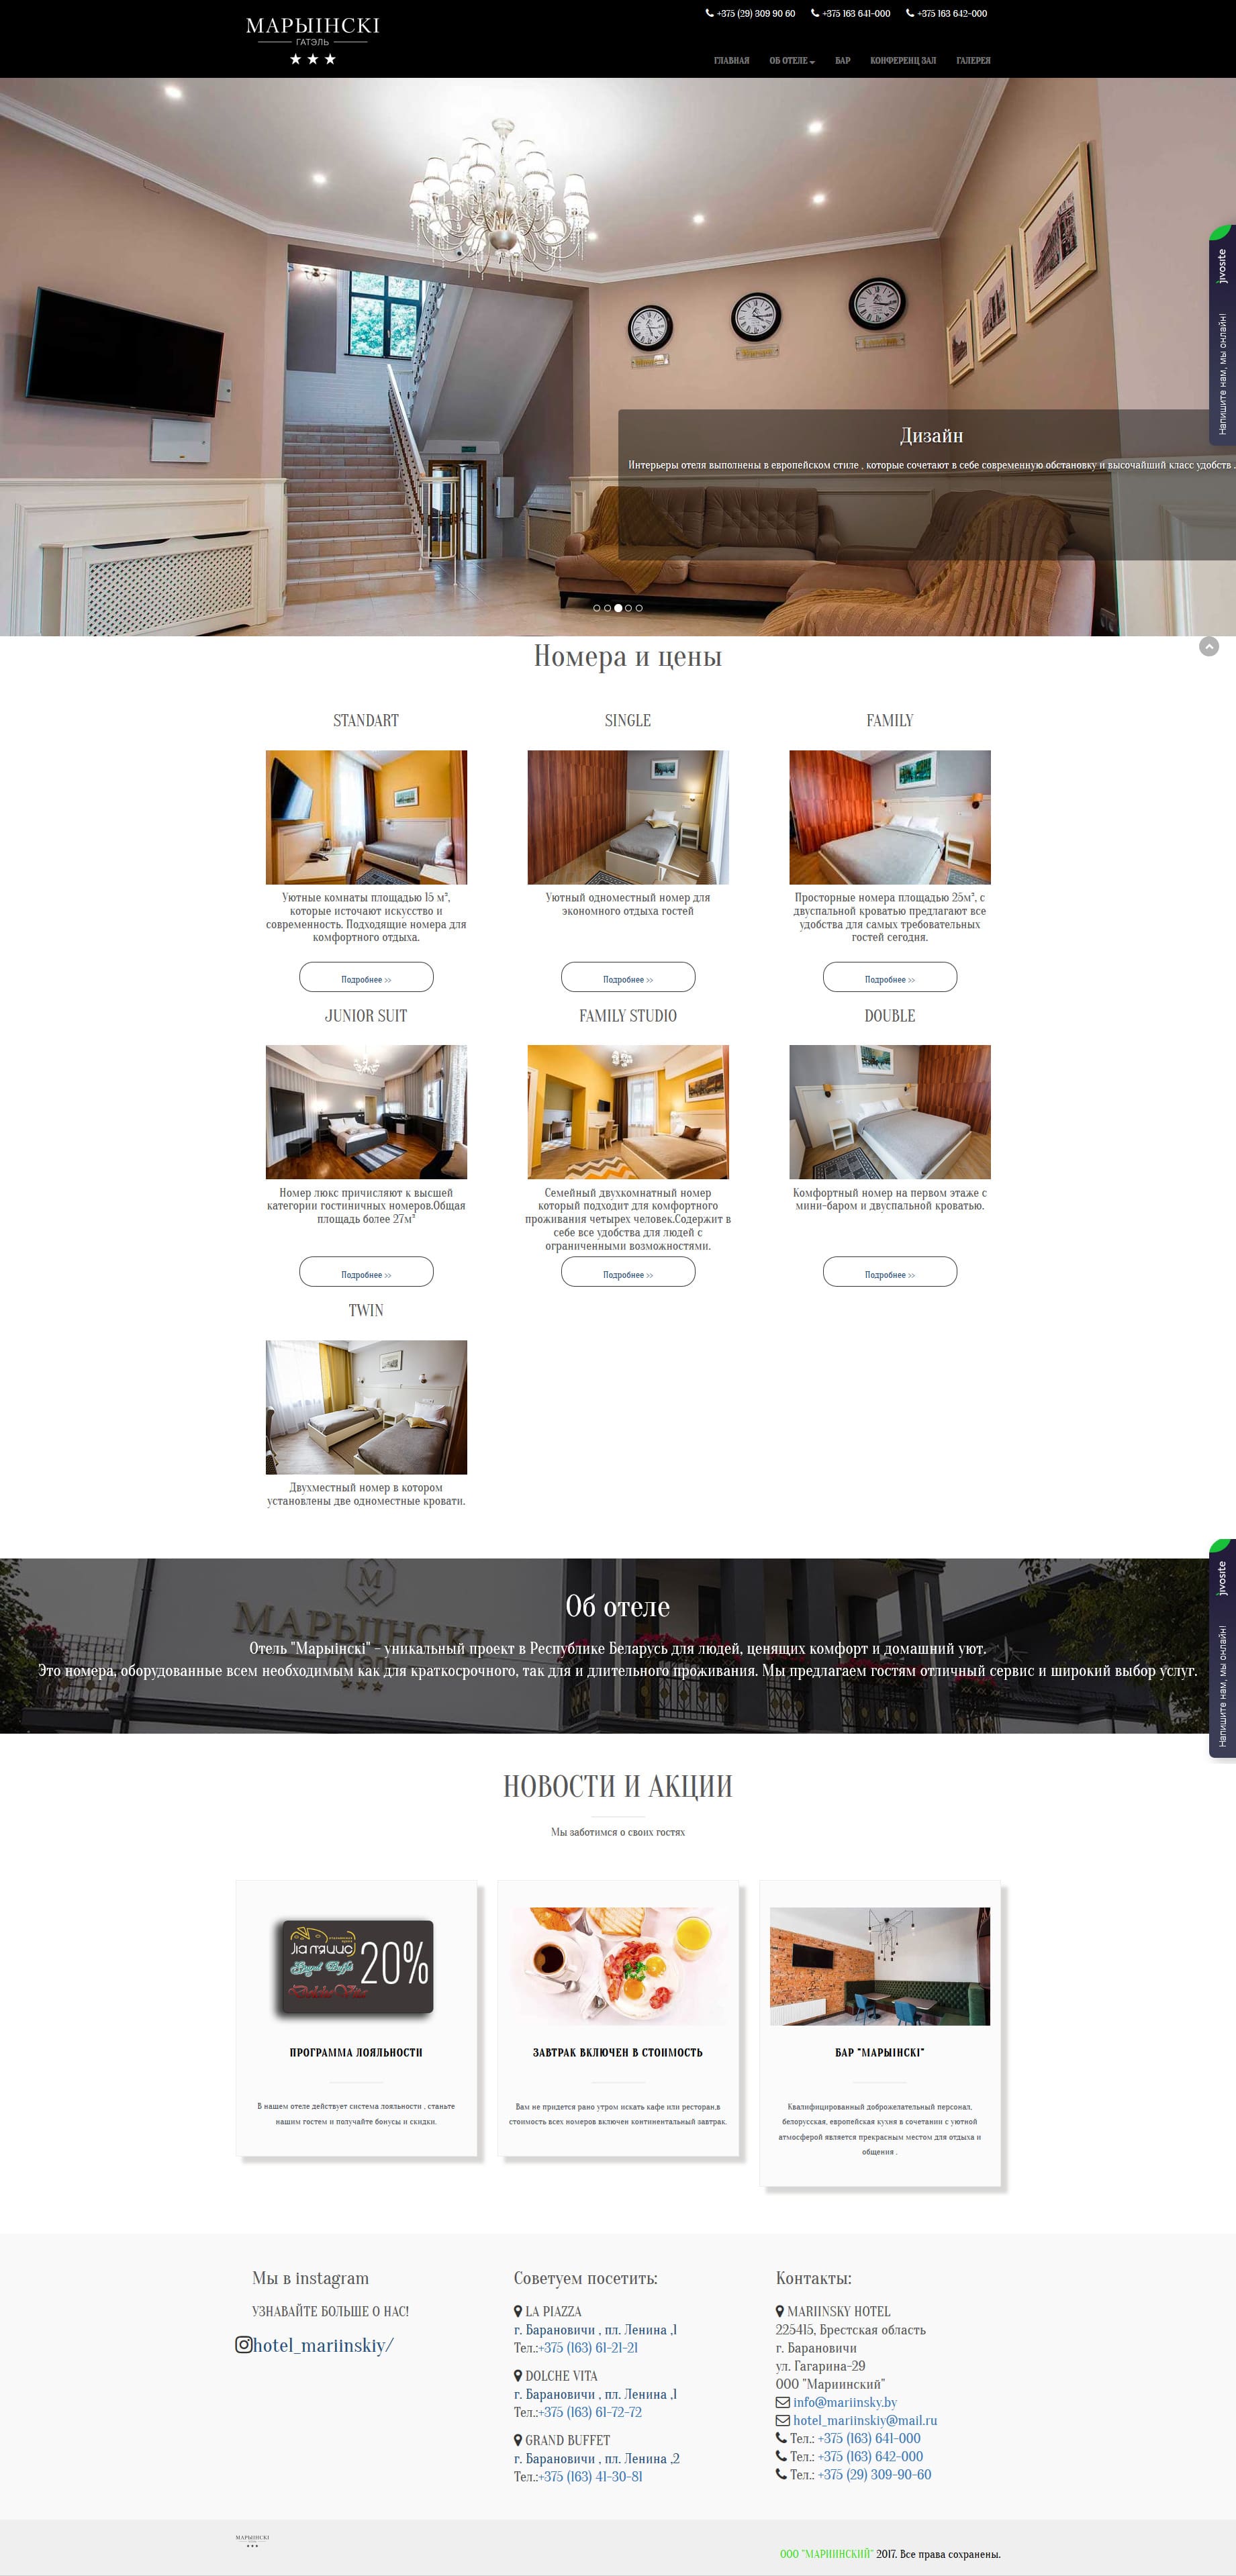 МАРЫІНСКІ
ГАТЭЛЬ
+375 (29) 309 90 60
+375 163 641-000
+375 163 642-000
ГЛАВНАЯ
ОБ ОТЕЛЕ
БАР
КОНФЕРЕНЦ ЗАЛ
ГАЛЕРЕЯ
jivosite
Напишите нам, мы онлайн!
Дизайн
Интерьеры отеля выполнены в европейском стиле , которые сочетают в себе современную обстановку и высочайший класс удобств .
Номера и цены
STANDART
SINGLE
FAMILY
Уютные комнаты площадью 15 м²,
которые источают искусство и
современность. Подходящие номера для
комфортного отдыха.
Уютный одноместный номер для
экономного отдыха гостей
Просторные номера площадью 25м², с
двуспальной кроватью предлагают все
удобства для самых требовательных
гостей сегодня.
Подробнее >>
Подробнее >>
Подробнее >>
JUNIOR SUIT
FAMILY STUDIO
DOUBLE
Номер люкс причисляют к высшей
категории гостиничных номеров.Общая
площадь более 27м²
Семейный двухкомнатный номер
который подходит для комфортного
проживания четырех человек.Содержит в
себе все удобства для людей с
ограниченными возможностями.
Комфортный номер на первом этаже с
мини-баром и двуспальной кроватью.
Подробнее >>
Подробнее >>
Подробнее >>
TWIN
Двухместный номер в котором
установлены две одноместные кровати.
М
МАРЫІНСКІ
Об отеле
Отель "Марыінскі" – уникальный проект в Республике Беларусь для людей, ценящих комфорт и домашний уют.
Это номера, оборудованные всем необходимым как для краткосрочного, так для и длительного проживания. Мы предлагаем гостям отличный сервис и широкий выбор услуг.
jivosite
Напишите нам, мы онлайн!
НОВОСТИ И АКЦИИ
Мы заботимся о своих гостях
Ла пяццо
Grand Buffet
Dolche Vita
20%
ПРОГРАММА ЛОЯЛЬНОСТИ
В нашем отеле действует система лояльности , станьте
нашим гостем и получайте бонусы и скидки.
ЗАВТРАК ВКЛЮЧЕН В СТОИМОСТЬ
Вам не придется рано утром искать кафе или ресторан,в
стоимость всех номеров включен континентальный завтрак.
БАР "МАРЫІНСКІ"
Квалифицированный доброжелательный персонал,
белорусская, европейская кухня в сочетании с уютной
атмосферой является прекрасным местом для отдыха и
общения .
Мы в instagram
УЗНАВАЙТЕ БОЛЬШЕ О НАС!
hotel_mariinskiy/
Советуем посетить:
LA PIAZZA
г. Барановичи , пл. Ленина ,1
Тел.:+375 (163) 61-21-21
DOLCHE VITA
г. Барановичи , пл. Ленина ,1
Тел.:+375 (163) 61-72-72
GRAND BUFFET
г. Барановичи , пл. Ленина ,2
Тел.:+375 (163) 41-30-81
Контакты:
MARIINSKY HOTEL
225415, Брестская область
г. Барановичи
ул. Гагарина-29
ООО "Мариинский"
info@mariinsky.by
hotel_mariinskiy@mail.ru
Тел.: +375 (163) 641-000
Тел.: +375 (163) 642-000
Тел.: +375 (29) 309-90-60
МАРЫІНСКІ
ООО "МАРИИНСКИЙ" 2017. Все права сохранены.